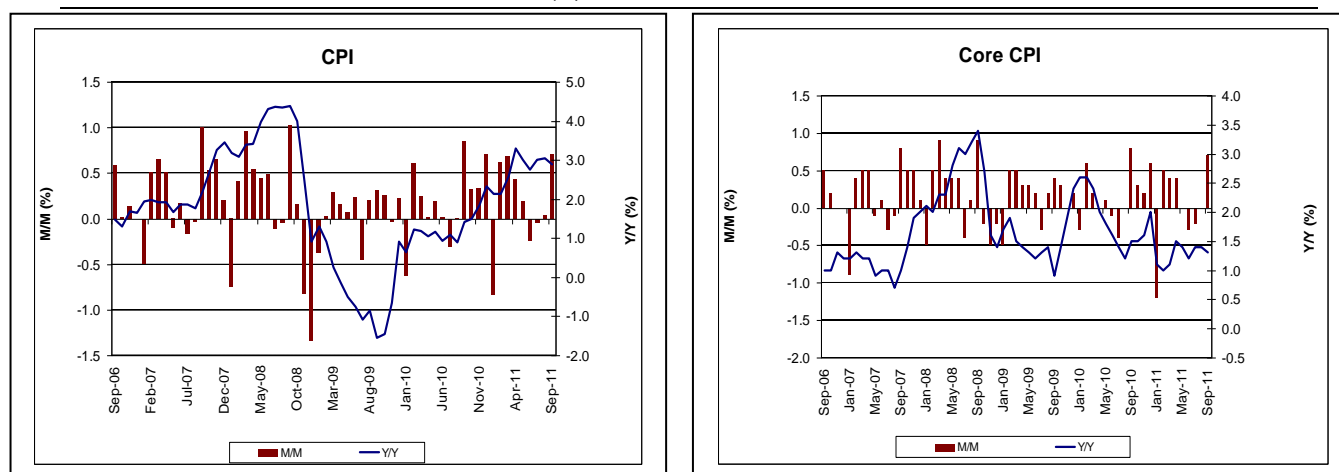 CPI
1.5
1.0
0.5
0.0
-0.5
-1.0
-1.5
M/M (%)
5.0
4.0
3.0
2.0
1.0
0.0
-1.0
-2.0
Y/Y (%)
Sep-06
Feb-07
Jul-07
Dec-07
May-08
Oct-08
Mar-09
Aug-09
Jan-10
Jun-10
Nov-10
Apr-11
Sep-11
M/M Y/Y
Core CPI
1.5
1.0
0.5
0.0
-0.5
-1.0
-1.5
-2.0
M/M (%)
4.0
3.5
3.0
2.5
2.0
1.5
1.0
0.5
0.0
-0.5
Y/Y (%)
Sep-06
Jan-07
May-07
Sep-07
Jan-08
May-08
Sep-08
Jan-09
May-09
Sep-09
Jan-10
May-10
Sep-10
Jan-11
May-11
Sep-11
M/M Y/Y